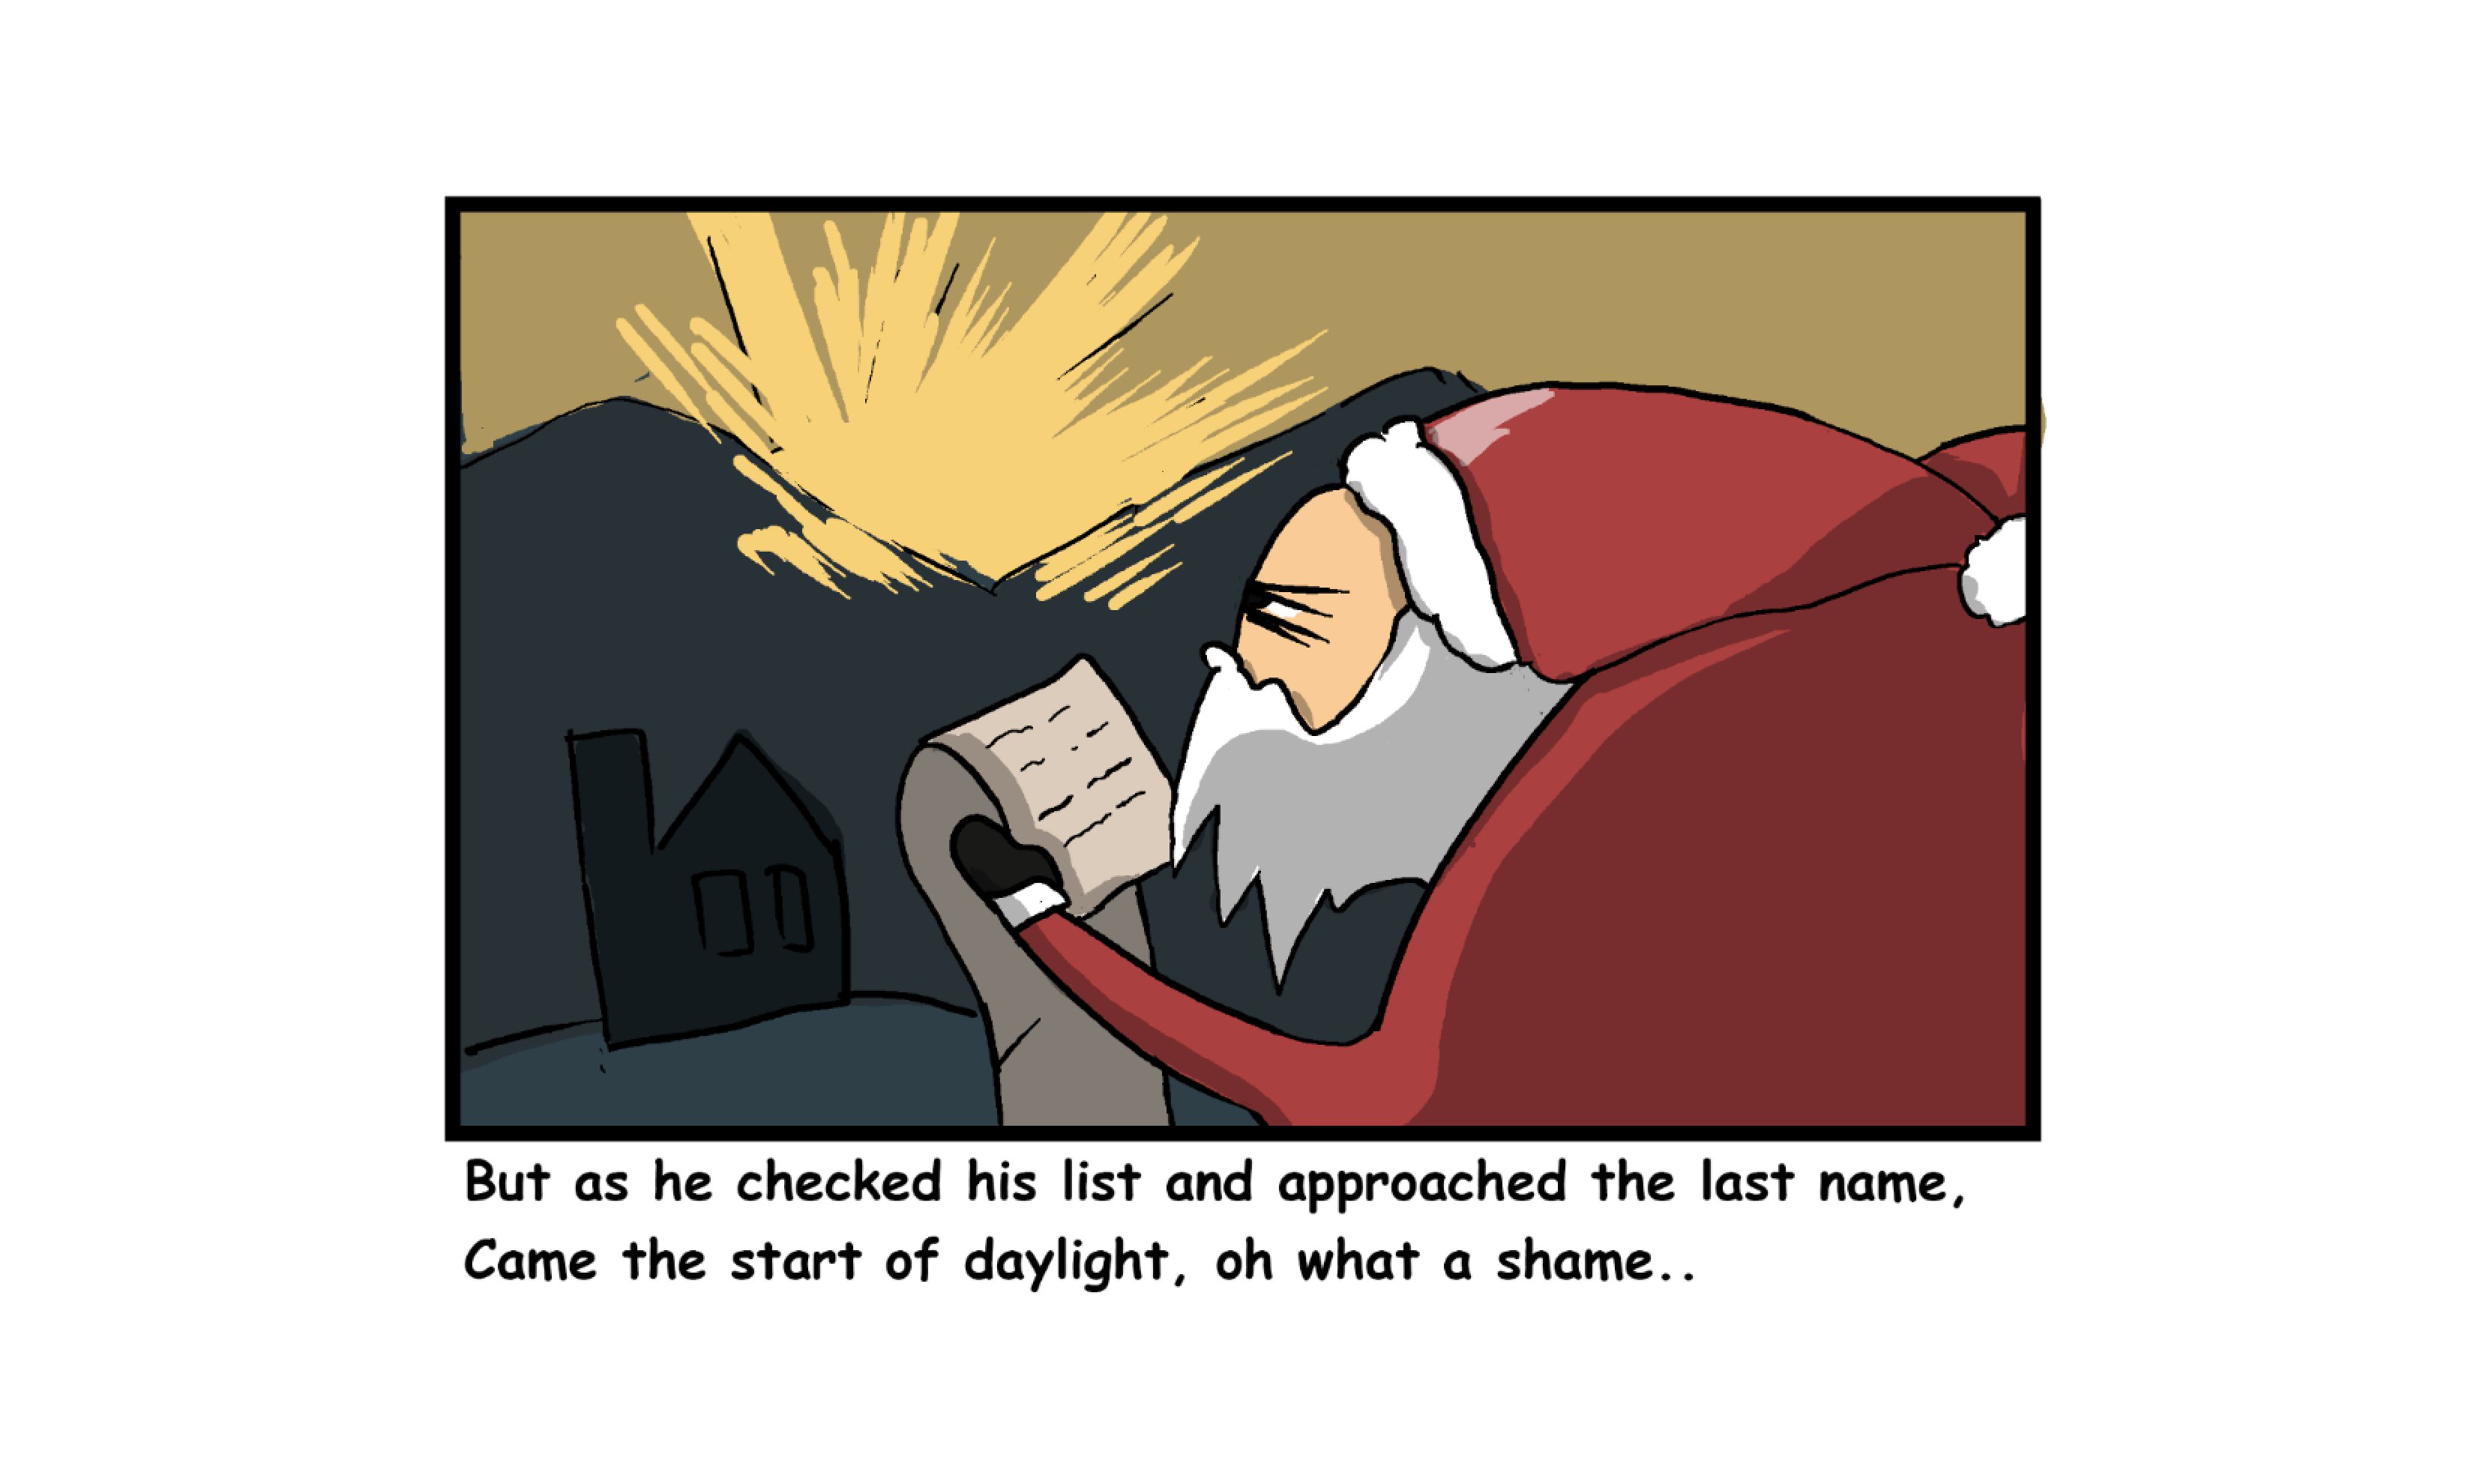 But as he checked his list and approached the last name,
Came the start of daylight, oh what a shame..